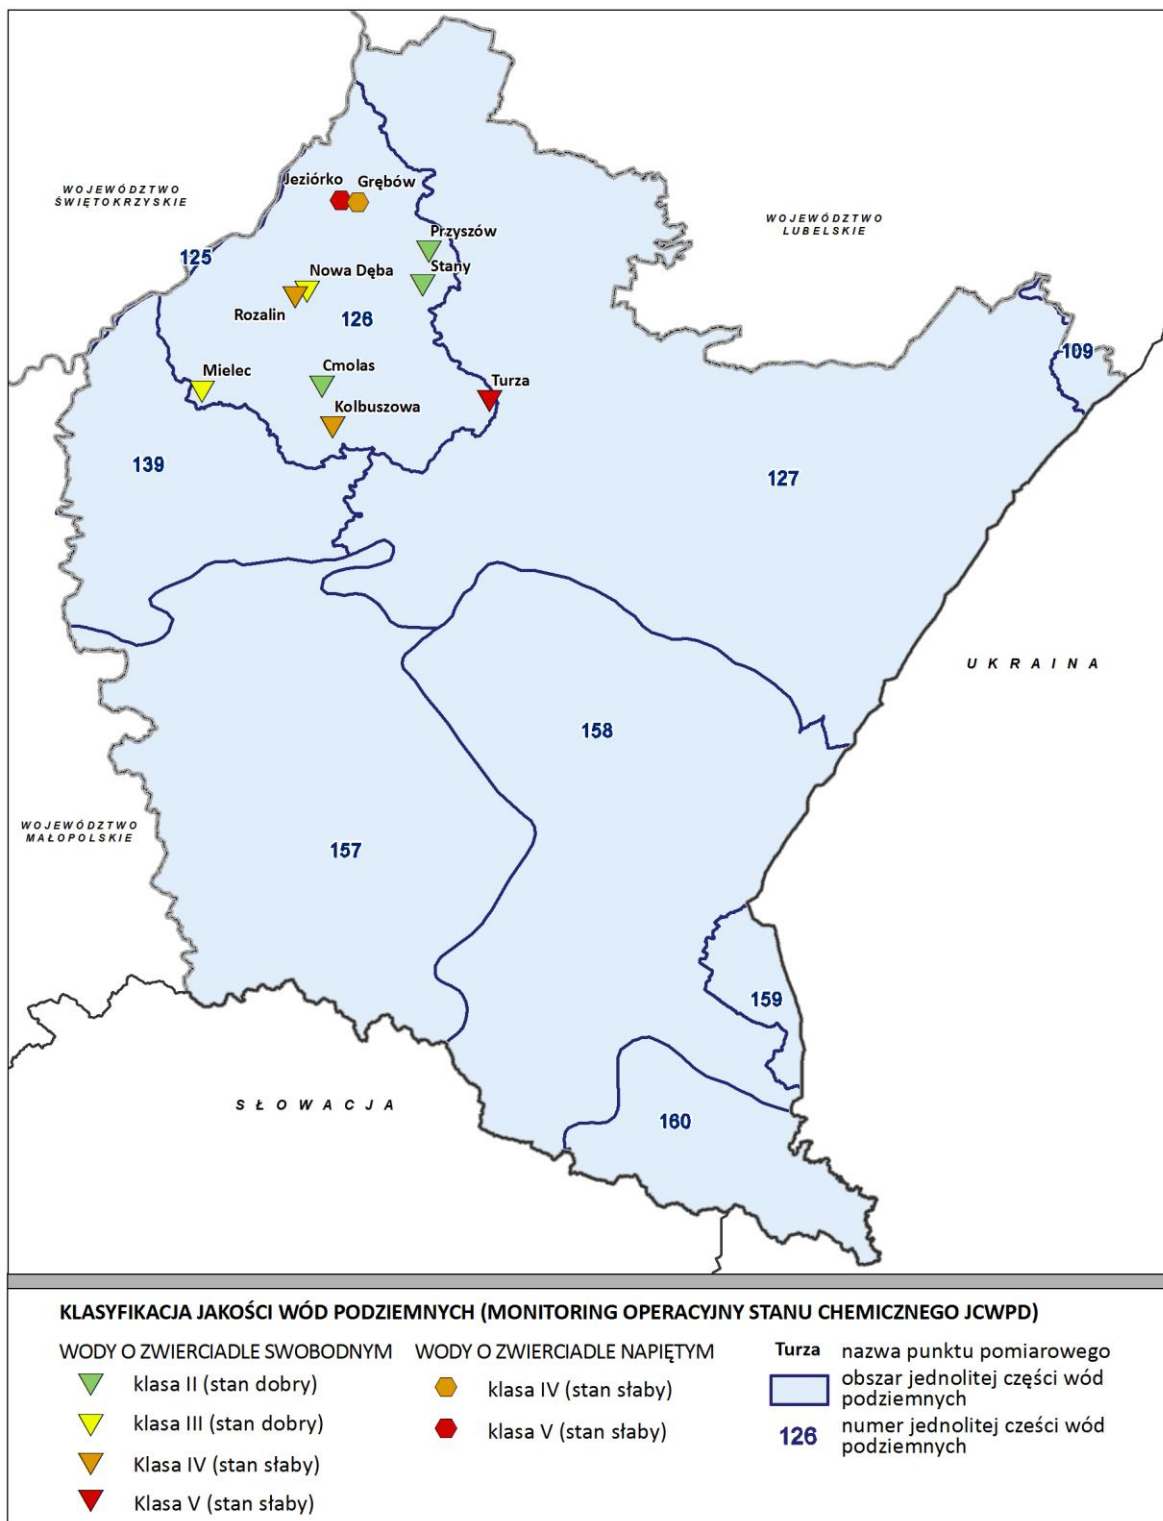 WOJEWÓDZTWO
ŚWIĘTOKRZYSKIE
Jeziórko
Grębów
WOJEWÓDZTWO
LUBELSKIE
Przyszów
125
Stany
Nowa Dęba
Rozalin
126
109
Mielec
Cmolas
Turza
Kolbuszowa
139
127
UKRAINA
158
WOJEWÓDZTWO
MAŁOPOLSKIE
157
159
SŁOWACJA
160
KLASYFIKACJA JAKOŚCI WÓD PODZIEMNYCH (MONITORING OPERACYJNY STANU CHEMICZNEGO JCWPD)
WODY O ZWIERCIADLE SWOBODNYM
klasa II (stan dobry)
klasa III (stan dobry)
Klasa IV (stan słaby)
Klasa V (stan słaby)
WODY O ZWIERCIADLE NAPIĘTYM
klasa IV (stan słaby)
klasa V (stan słaby)
Turza nazwa punktu pomiarowego
obszar jednolitej części wód
podziemnych
126 numer jednolitej cześci wód
podziemnych